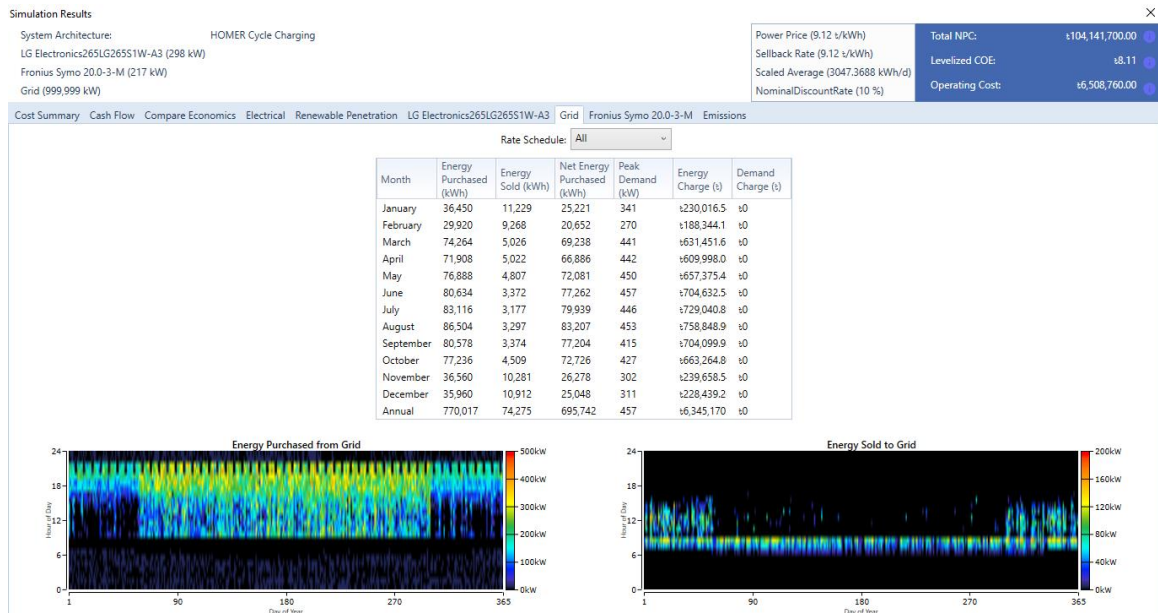 Simulation Results
System Architecture: HOMER Cycle Charging
LG Electronics265LG265S1W-A3 (298 kW)
Fronius Symo 20.0-3-M (217 kW)
Grid (999,999 kW)
Power Price (9.12 ৳/kWh)
Sellback Rate (9.12 ৳/kWh)
Scaled Average (3047.3688 kWh/d)
NominalDiscountRate (10 %)
Total NPC: ৳104,141,700.00
Levelized COE: ৳8.11
Operating Cost: ৳6,508,760.00
Cost Summary Cash Flow Compare Economics Electrical Renewable Penetration LG Electronics265LG265S1W-A3 Grid Fronius Symo 20.0-3-M Emissions
Rate Schedule: All
Month Energy Purchased (kWh) Energy Sold (kWh) Net Energy Purchased (kWh) Peak Demand (kW) Energy Charge (৳) Demand Charge (৳)
January 36,450 11,229 25,221 341 ৳230,016.5 ৳0
February 29,920 9,268 20,652 270 ৳188,344.1 ৳0
March 74,264 5,026 69,238 441 ৳631,451.6 ৳0
April 71,908 5,022 66,886 442 ৳609,998.0 ৳0
May 76,888 4,807 72,081 450 ৳657,375.4 ৳0
June 80,634 3,372 77,262 457 ৳704,632.5 ৳0
July 83,116 3,177 79,939 446 ৳729,040.8 ৳0
August 86,504 3,297 83,207 453 ৳758,848.9 ৳0
September 80,578 3,374 77,204 415 ৳704,099.9 ৳0
October 77,236 4,509 72,726 427 ৳663,264.8 ৳0
November 36,560 10,281 26,278 302 ৳239,658.5 ৳0
December 35,960 10,912 25,048 311 ৳228,439.2 ৳0
Annual 770,017 74,275 695,742 457 ৳6,345,170 ৳0
Energy Purchased from Grid
24
18
12
6
0
Hour of Day
1 90 180 270 365
Day of Year
500kW
400kW
300kW
200kW
100kW
0kW
Energy Sold to Grid
24
18
12
6
0
Hour of Day
1 90 180 270 365
Day of Year
200kW
160kW
120kW
80kW
40kW
0kW